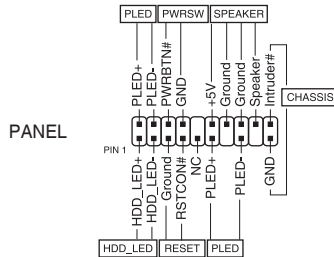 PLED PWRSW SPEAKER
PLED+ PLED- PWRBTN# GND +5V Ground Ground Speaker Intruder#
CHASSIS
PANEL
PIN 1
HDD_LED+ HDD_LED- Ground RSTCON# NC PLED+ PLED- GND
HDD_LED RESET PLED